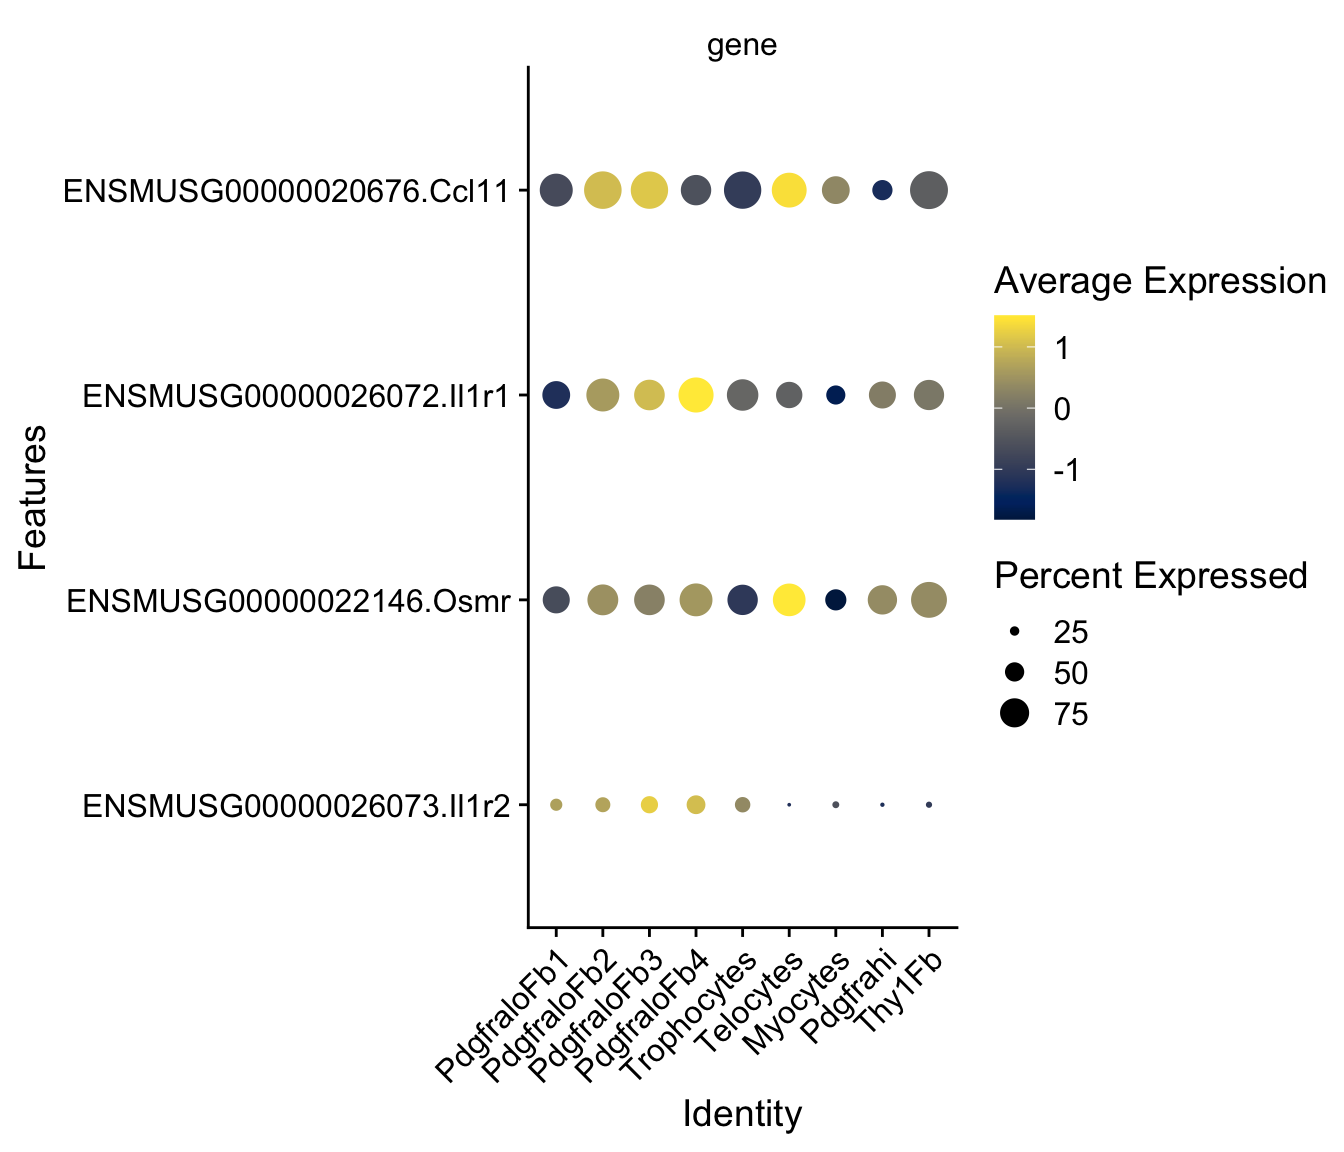 gene
ENSMUSG00000020676.Ccl11
ENSMUSG00000026072.Il1r1
ENSMUSG00000022146.Osmr
ENSMUSG00000026073.Il1r2
Features
PdgfraloFb1
PdgfraloFb2
PdgfraloFb3
PdgfraloFb4
Trophocytes
Telocytes
Myocytes
Pdgfrahi
Thy1Fb
Identity
Average Expression
1
0
-1
Percent Expressed
25
50
75